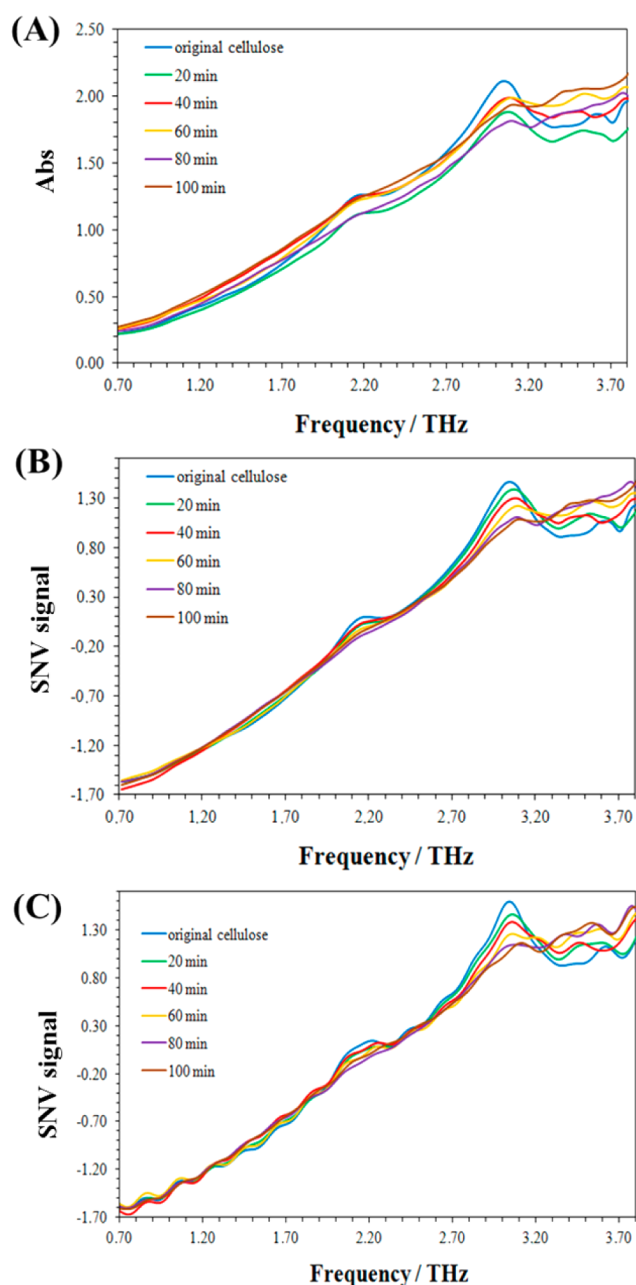 (A)
2.50
2.00
1.50
1.00
0.50
0.00
Abs
original cellulose
20 min
40 min
60 min
80 min
100 min
0.70 1.20 1.70 2.20 2.70 3.20 3.70
Frequency / THz
(B)
1.30
0.80
0.30
-0.20
-0.70
-1.20
-1.70
SNV signal
original cellulose
20 min
40 min
60 min
80 min
100 min
0.70 1.20 1.70 2.20 2.70 3.20 3.70
Frequency / THz
(C)
1.30
0.80
0.30
-0.20
-0.70
-1.20
-1.70
SNV signal
original cellulose
20 min
40 min
60 min
80 min
100 min
0.70 1.20 1.70 2.20 2.70 3.20 3.70
Frequency / THz